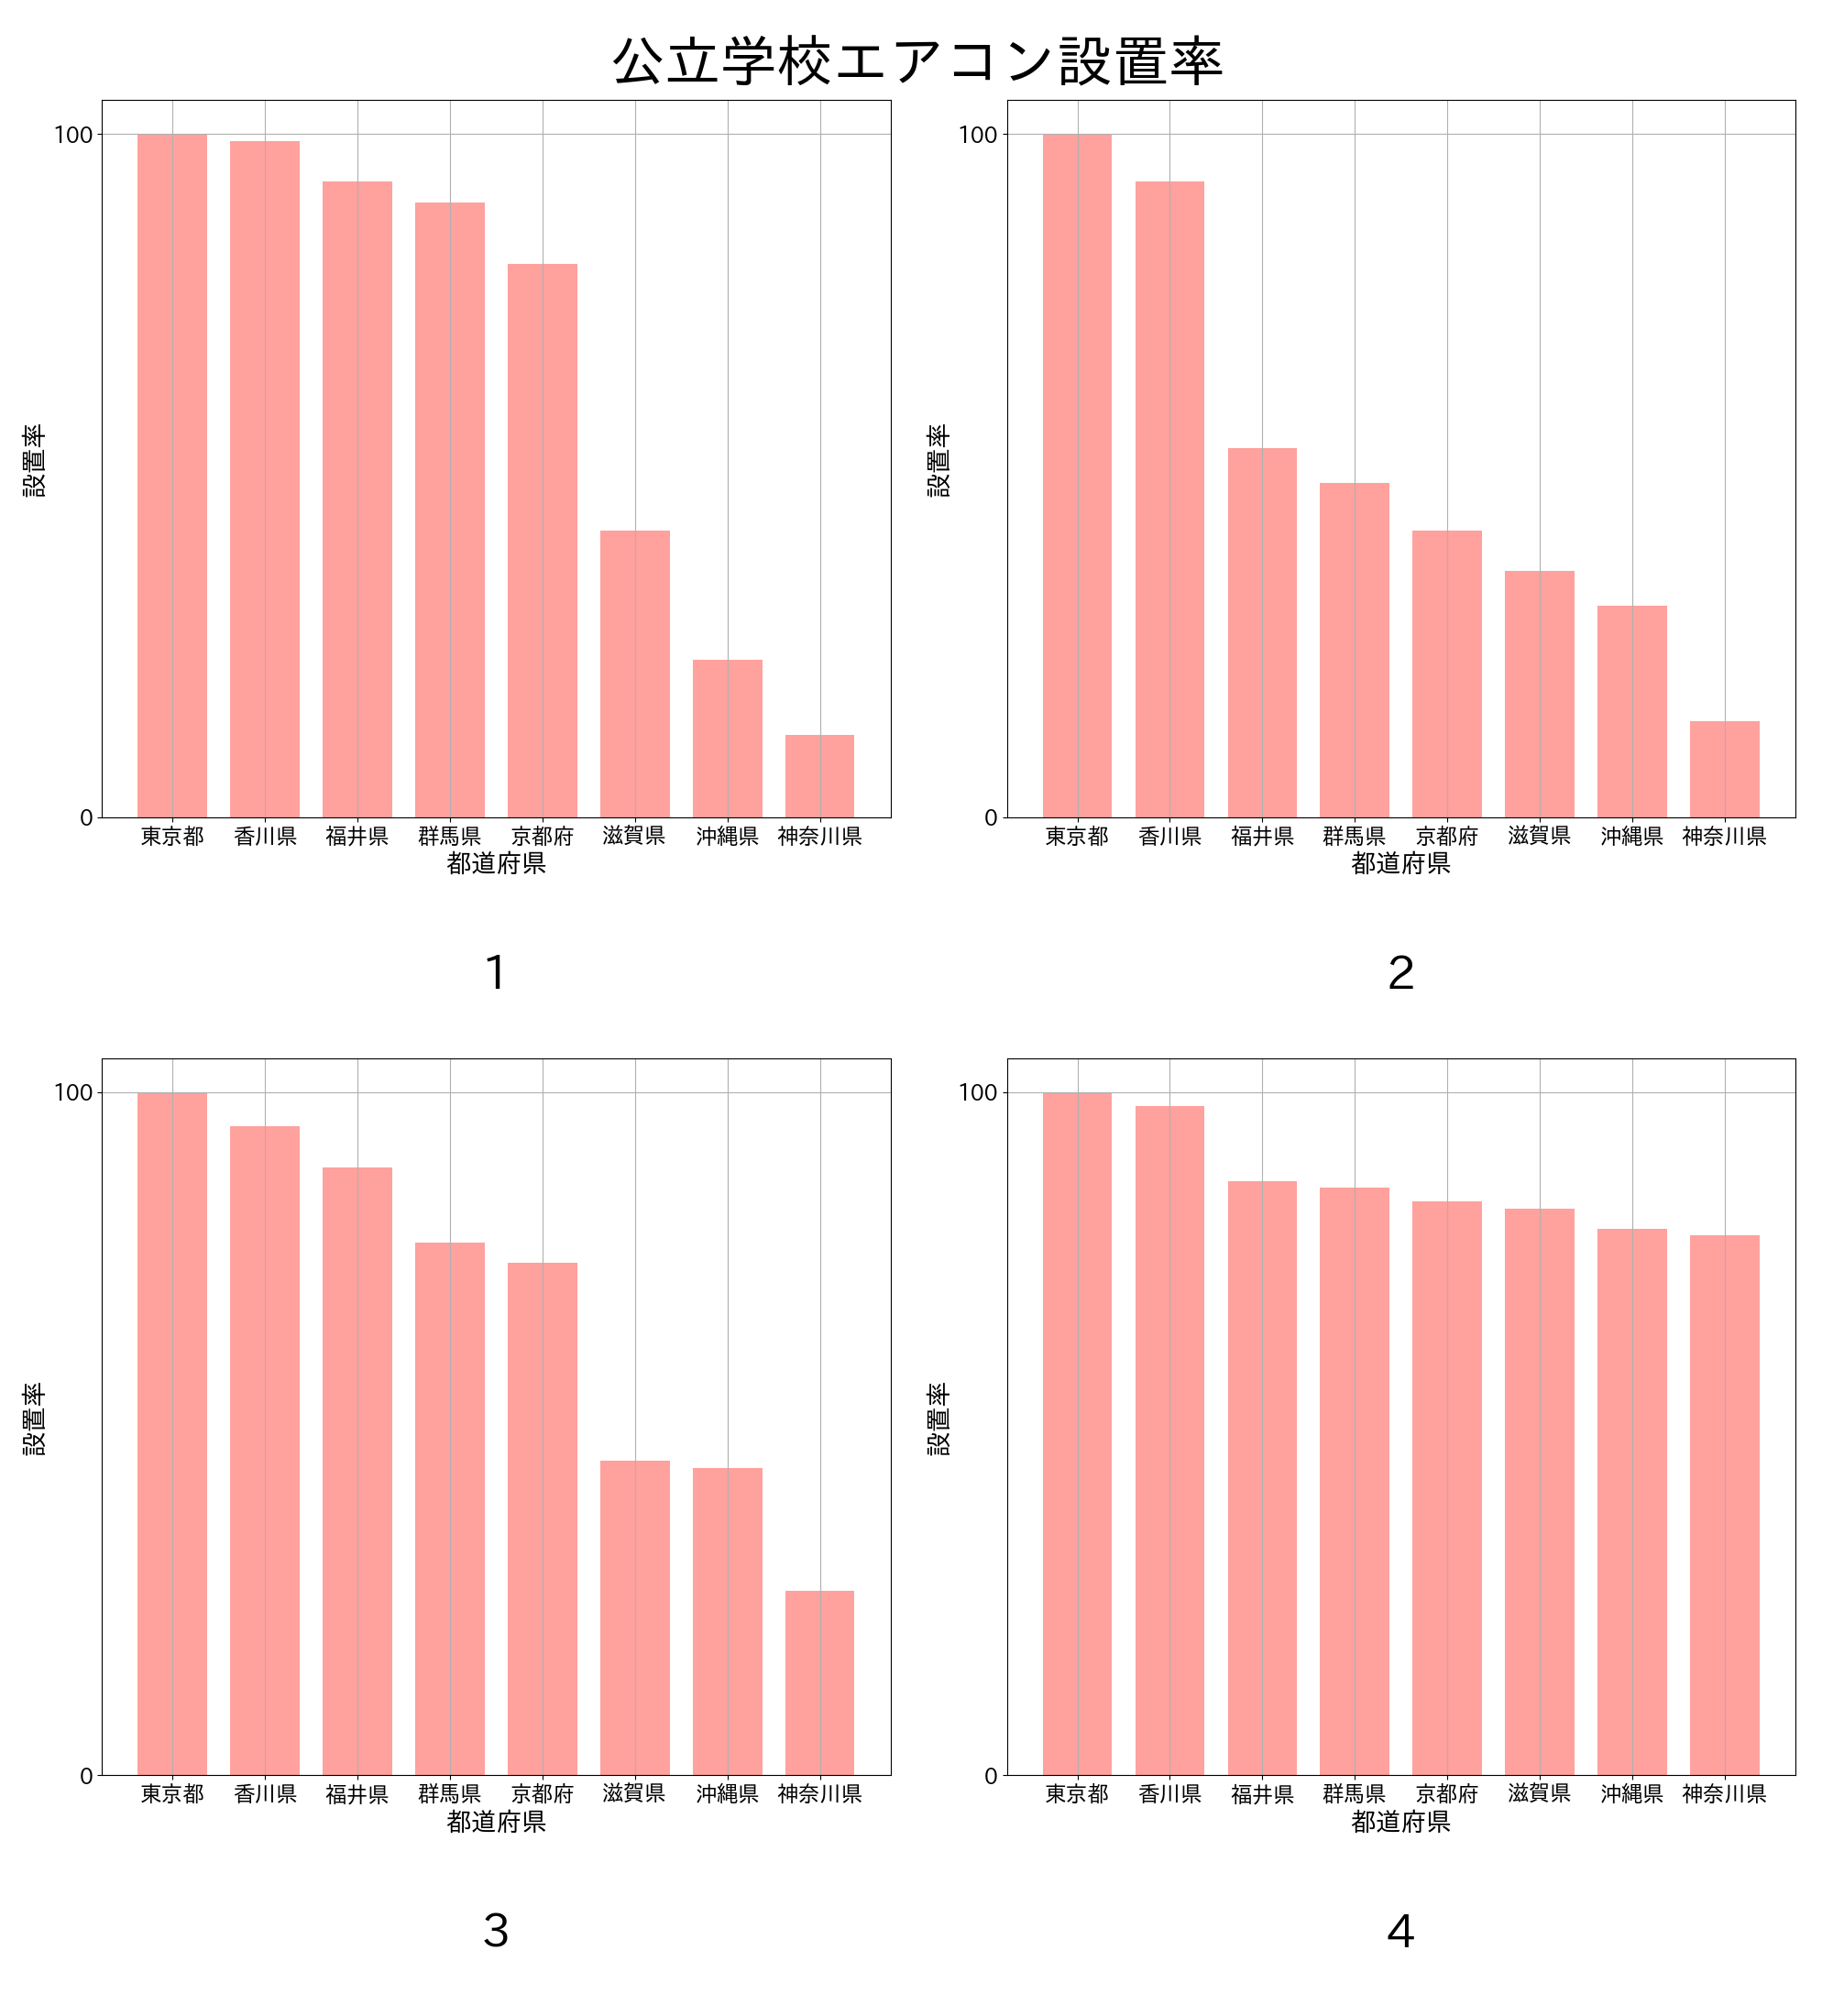 公立学校エアコン設置率
100
0
設置率
東京都 香川県 福井県 群馬県 京都府 滋賀県 沖縄県 神奈川県
都道府県
1
100
0
設置率
東京都 香川県 福井県 群馬県 京都府 滋賀県 沖縄県 神奈川県
都道府県
2
100
0
設置率
東京都 香川県 福井県 群馬県 京都府 滋賀県 沖縄県 神奈川県
都道府県
3
100
0
設置率
東京都 香川県 福井県 群馬県 京都府 滋賀県 沖縄県 神奈川県
都道府県
4